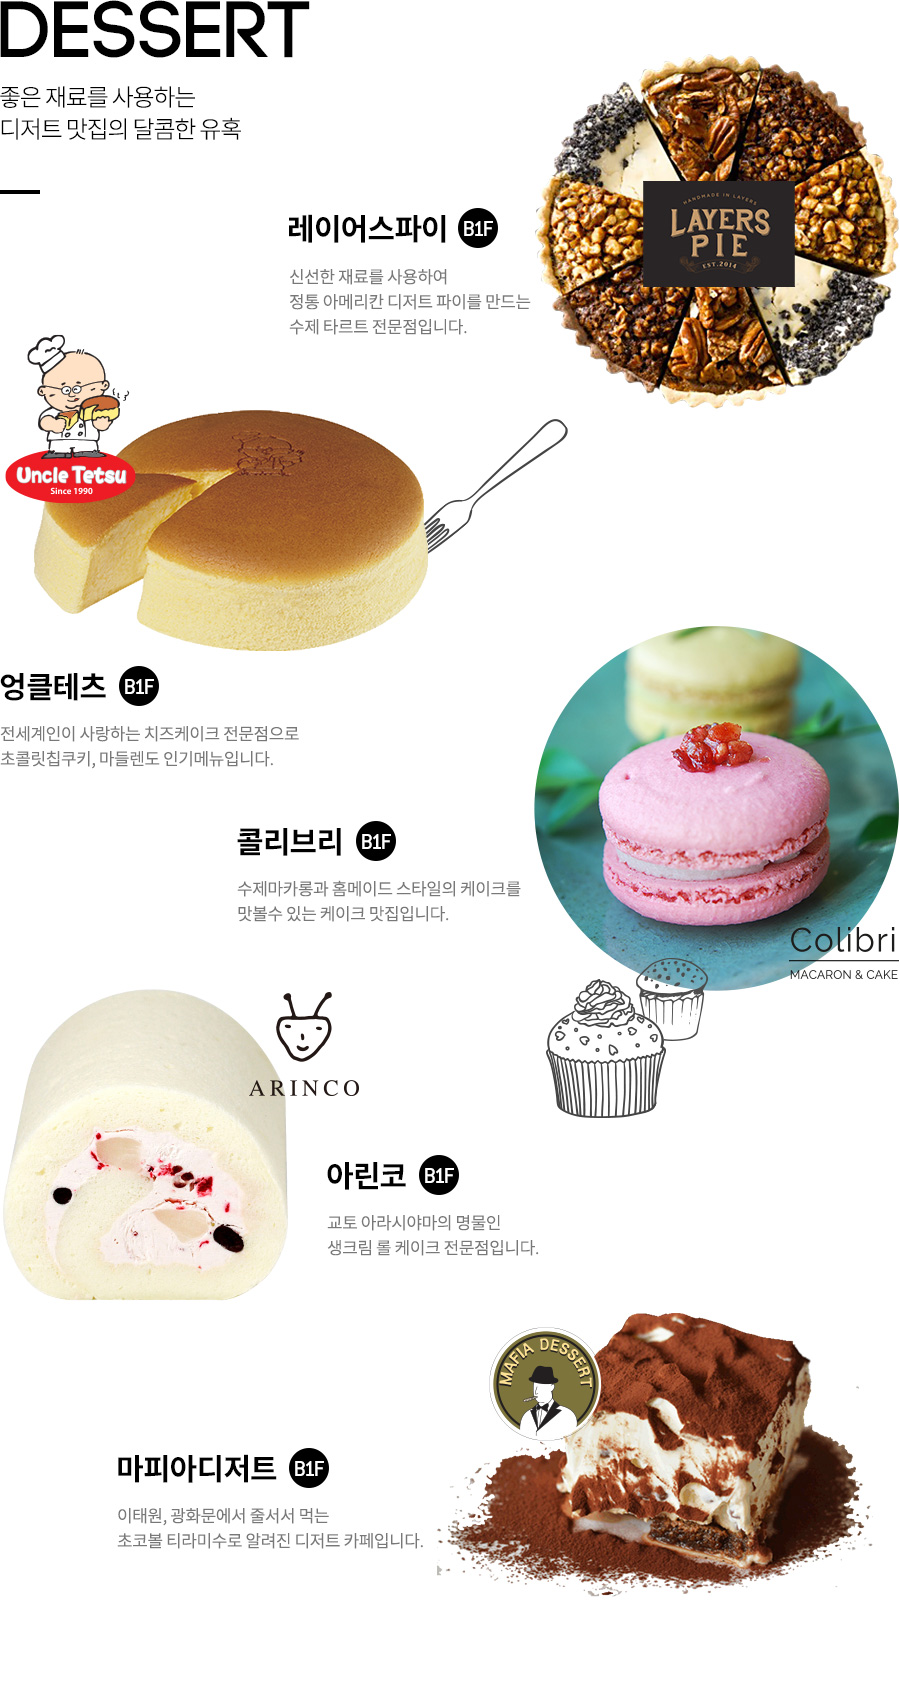 DESSERT
좋은 재료를 사용하는
디저트 맛집의 달콤한 유혹
HANDMADE IN LAYERS
LAYERS
PIE
EST.2014
레이어스파이 B1F
신선한 재료를 사용하여
정통 아메리칸 디저트 파이를 만드는
수제 타르트 전문점입니다.
Uncle Tetsu
Since 1990
엉클테츠 B1F
전세계인이 사랑하는 치즈케이크 전문점으로
초콜릿칩쿠키, 마들렌도 인기메뉴입니다.
콜리브리 B1F
수제마카롱과 홈메이드 스타일의 케이크를
맛볼수 있는 케이크 맛집입니다.
Colibri
MACARON & CAKE
ARINCO
아린코 B1F
교토 아라시야마의 명물인
생크림 롤 케이크 전문점입니다.
MAFIA DESSERT
마피아디저트 B1F
이태원, 광화문에서 줄서서 먹는
초코볼 티라미수로 알려진 디저트 카페입니다.